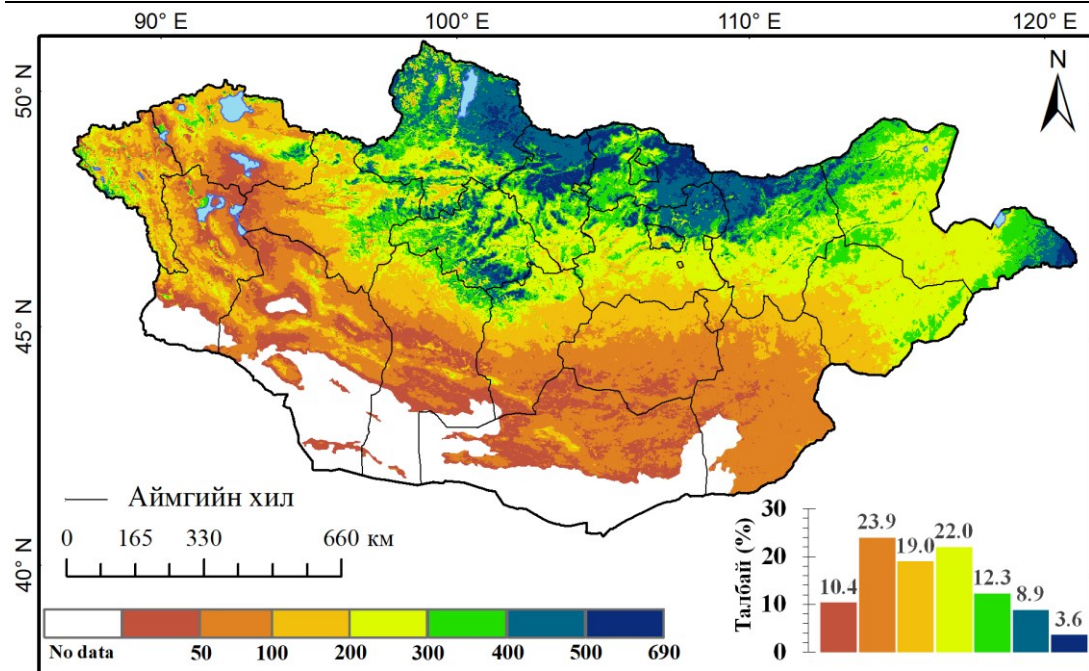 90° E 100° E 110° E 120° E
N
50° N
45° N
40° N
Аймгийн хил
0 165 330 660 км
No data 50 100 200 300 400 500 690
Талбай (%)
30
20
10
0
10.4 23.9 19.0 22.0 12.3 8.9 3.6